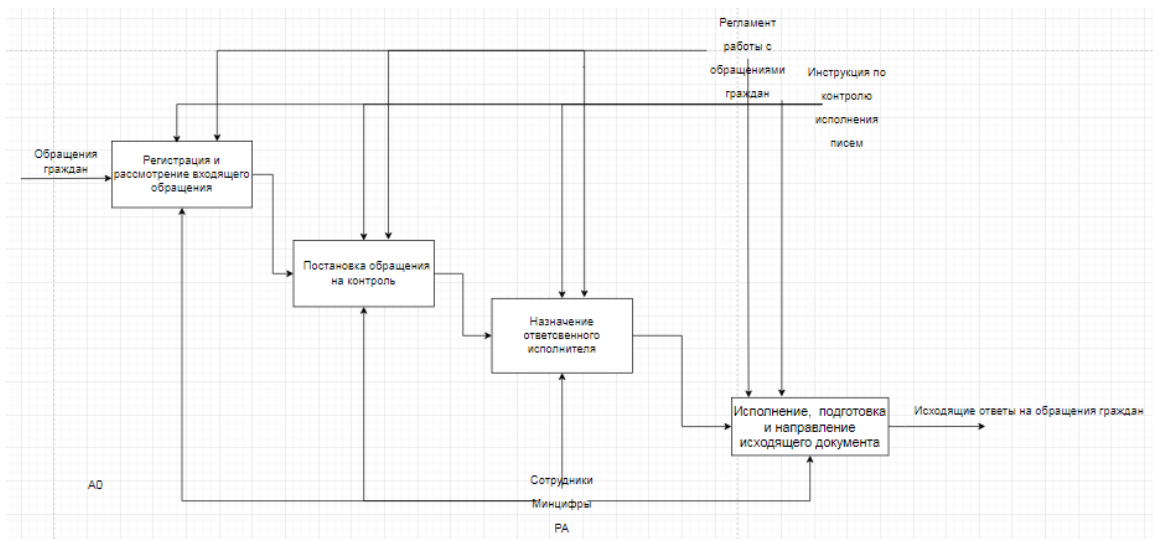 Регламент
работы с
обращениями
граждан
Инструкция по
контролю
исполнения
писем
Обращения
граждан
Регистрация и
рассмотрение входящего
обращения
Постановка обращения
на контроль
Назначение
ответсвенного
исполнителя
Исполнение, подготовка
и направление
исходящего документа
Исходящие ответы на обращения граждан
Сотрудники
Минцифры
РА
А0